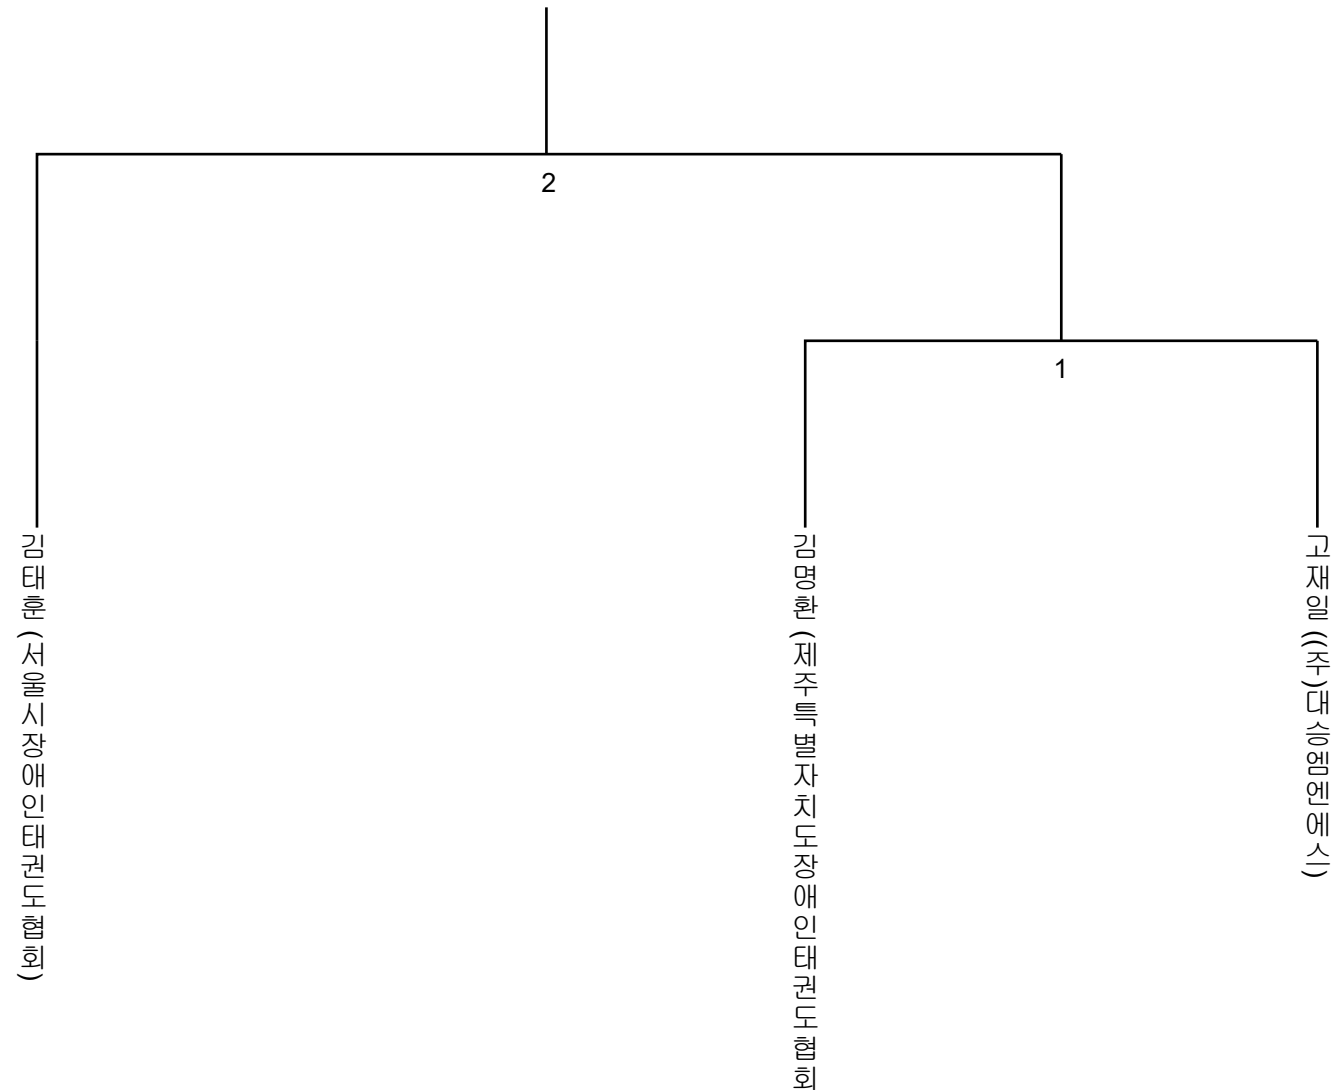 2
1
김태훈 (서울시장애인태권도협회)
김명환 (제주특별자치도장애인태권도협회
고재일 ((주)대승엠엔에스)